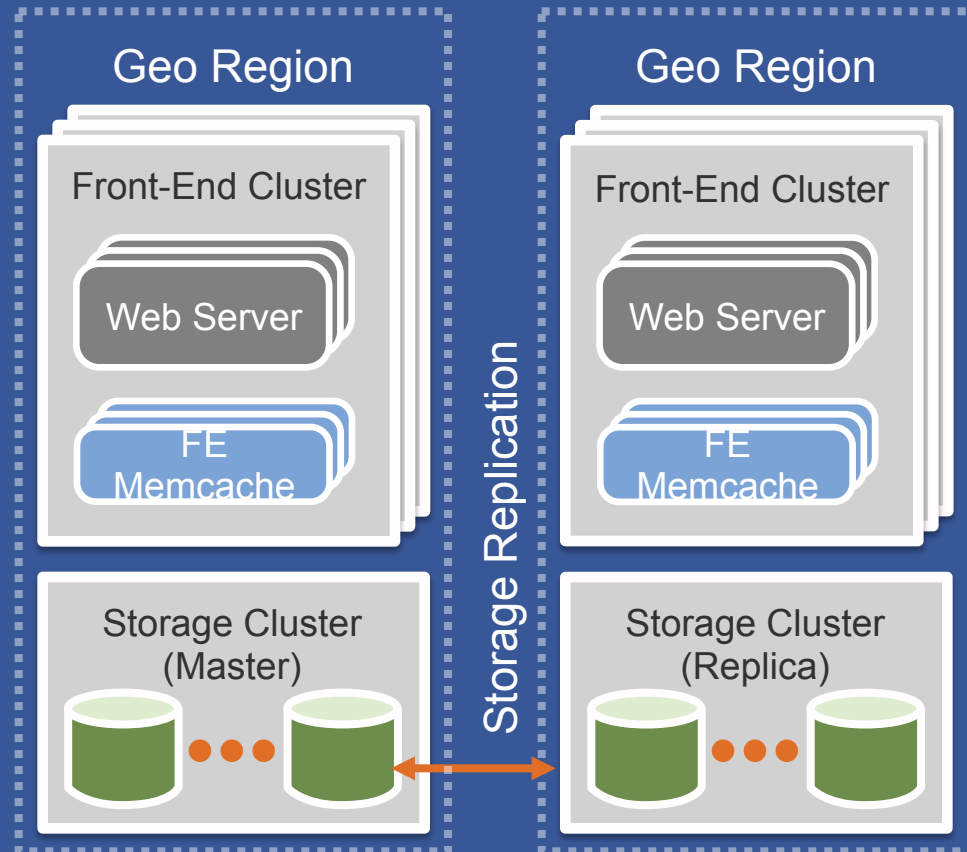 Geo Region
Front-End Cluster
Web Server
FE
Memcache
Storage Cluster
(Master)
Storage Replication
Geo Region
Front-End Cluster
Web Server
FE
Memcache
Storage Cluster
(Replica)